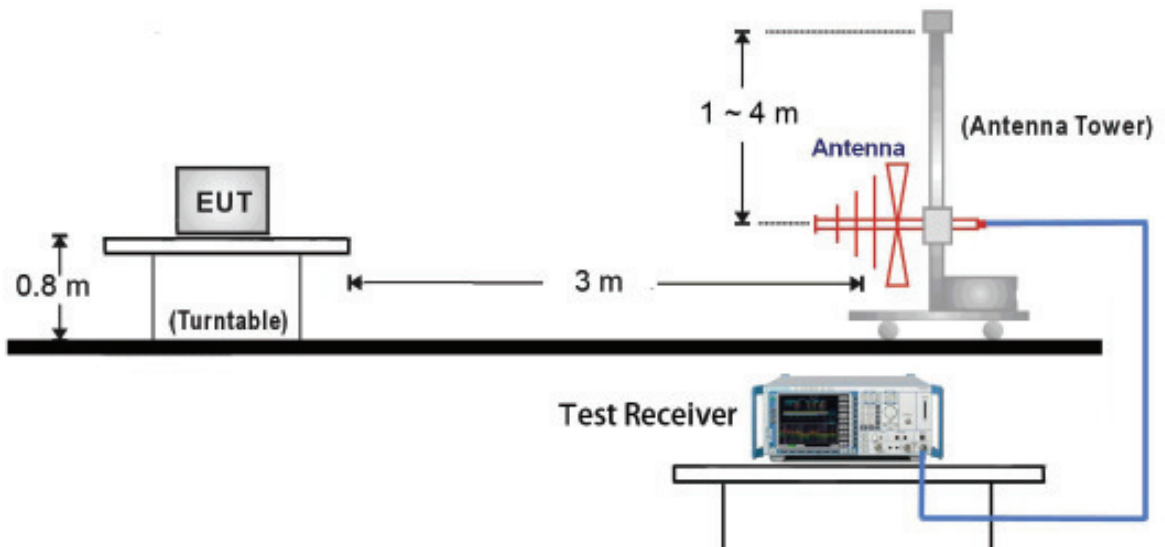 1 ~ 4 m
(Antenna Tower)
Antenna
EUT
0.8 m
3 m
(Turntable)
Test Receiver